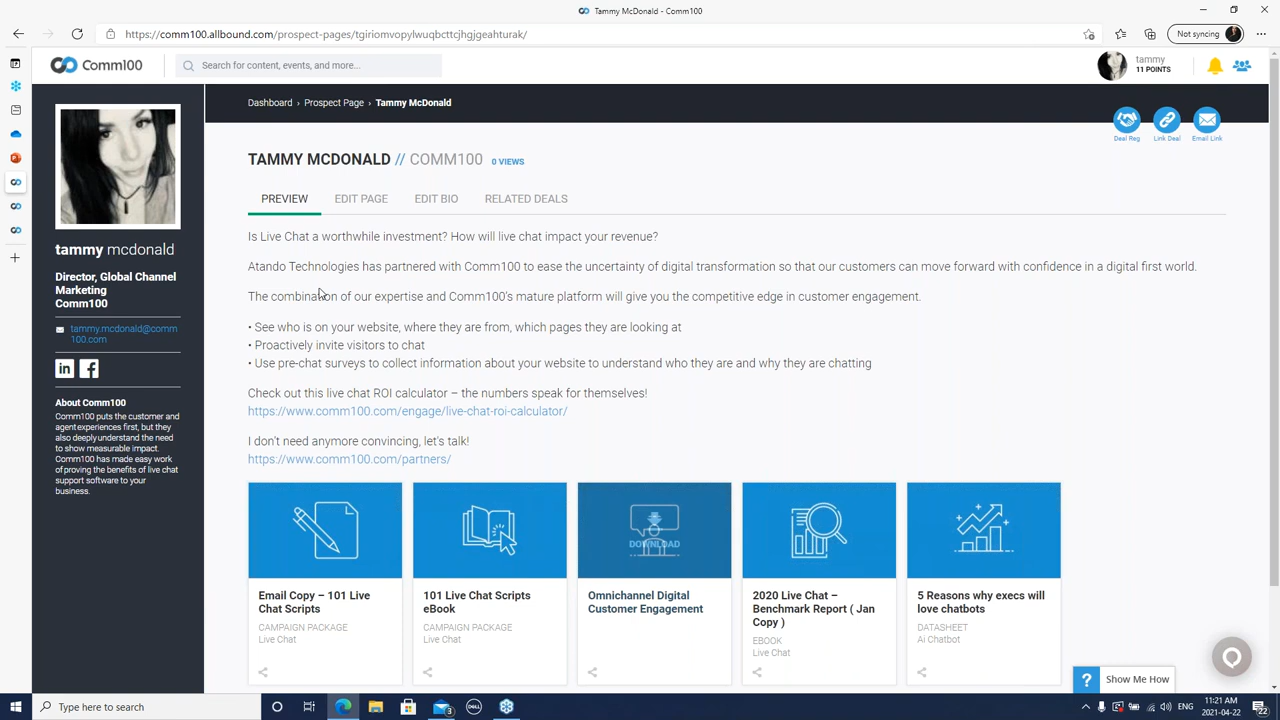 Tammy McDonald - Comm100
https://comm100.allbound.com/prospect-pages/tgiriomvopylwuqbcttcjhgjgeahturak/
Not syncing
Comm100
Search for content, events, and more...
tammy
11 POINTS
Dashboard › Prospect Page › Tammy McDonald
Deal Reg
Link Deal
Email Link
TAMMY MCDONALD // COMM100 0 VIEWS
PREVIEW EDIT PAGE EDIT BIO RELATED DEALS
tammy mcdonald
Director, Global Channel
Marketing
Comm100
tammy.mcdonald@comm
100.com
About Comm100
Comm100 puts the customer and
agent experiences first, but they
also deeply understand the need
to show measurable impact.
Comm100 has made easy work
of proving the benefits of live chat
support software to your
business.
Is Live Chat a worthwhile investment? How will live chat impact your revenue?
Atando Technologies has partnered with Comm100 to ease the uncertainty of digital transformation so that our customers can move forward with confidence in a digital first world.
The combination of our expertise and Comm100's mature platform will give you the competitive edge in customer engagement.
• See who is on your website, where they are from, which pages they are looking at
• Proactively invite visitors to chat
• Use pre-chat surveys to collect information about your website to understand who they are and why they are chatting
Check out this live chat ROI calculator – the numbers speak for themselves!
https://www.comm100.com/engage/live-chat-roi-calculator/
I don't need anymore convincing, let's talk!
https://www.comm100.com/partners/
Email Copy – 101 Live
Chat Scripts
CAMPAIGN PACKAGE
Live Chat
101 Live Chat Scripts
eBook
CAMPAIGN PACKAGE
Live Chat
DOWNLOAD
Omnichannel Digital
Customer Engagement
2020 Live Chat –
Benchmark Report ( Jan
Copy )
EBOOK
Live Chat
5 Reasons why execs will
love chatbots
DATASHEET
Ai Chatbot
? Show Me How
Type here to search
3
DELL
ENG
11:21 AM
2021-04-22
22